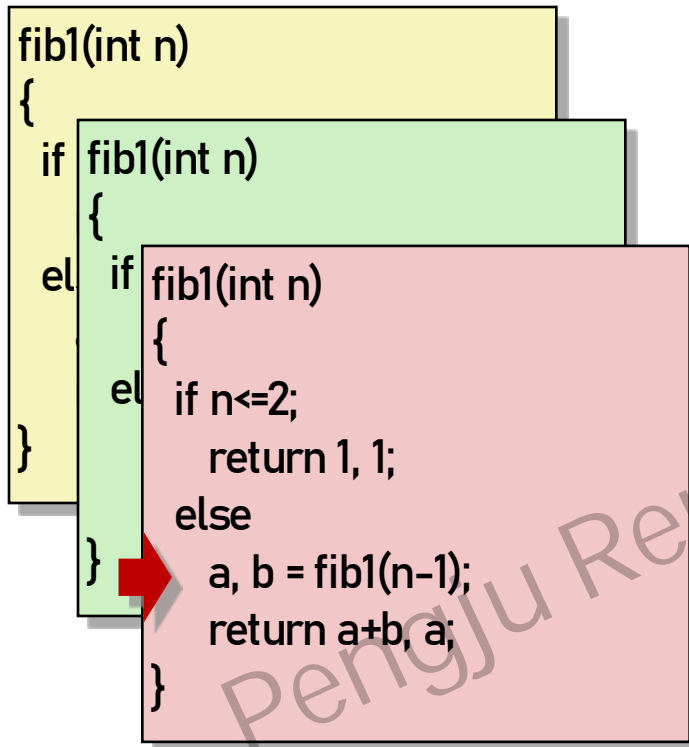 fib1(int n)
{
if
el
}
fib1(int n)
{
if
el
}
fib1(int n)
{
if n<=2;
return 1, 1;
else
a, b = fib1(n-1);
return a+b, a;
}
Pengju Re